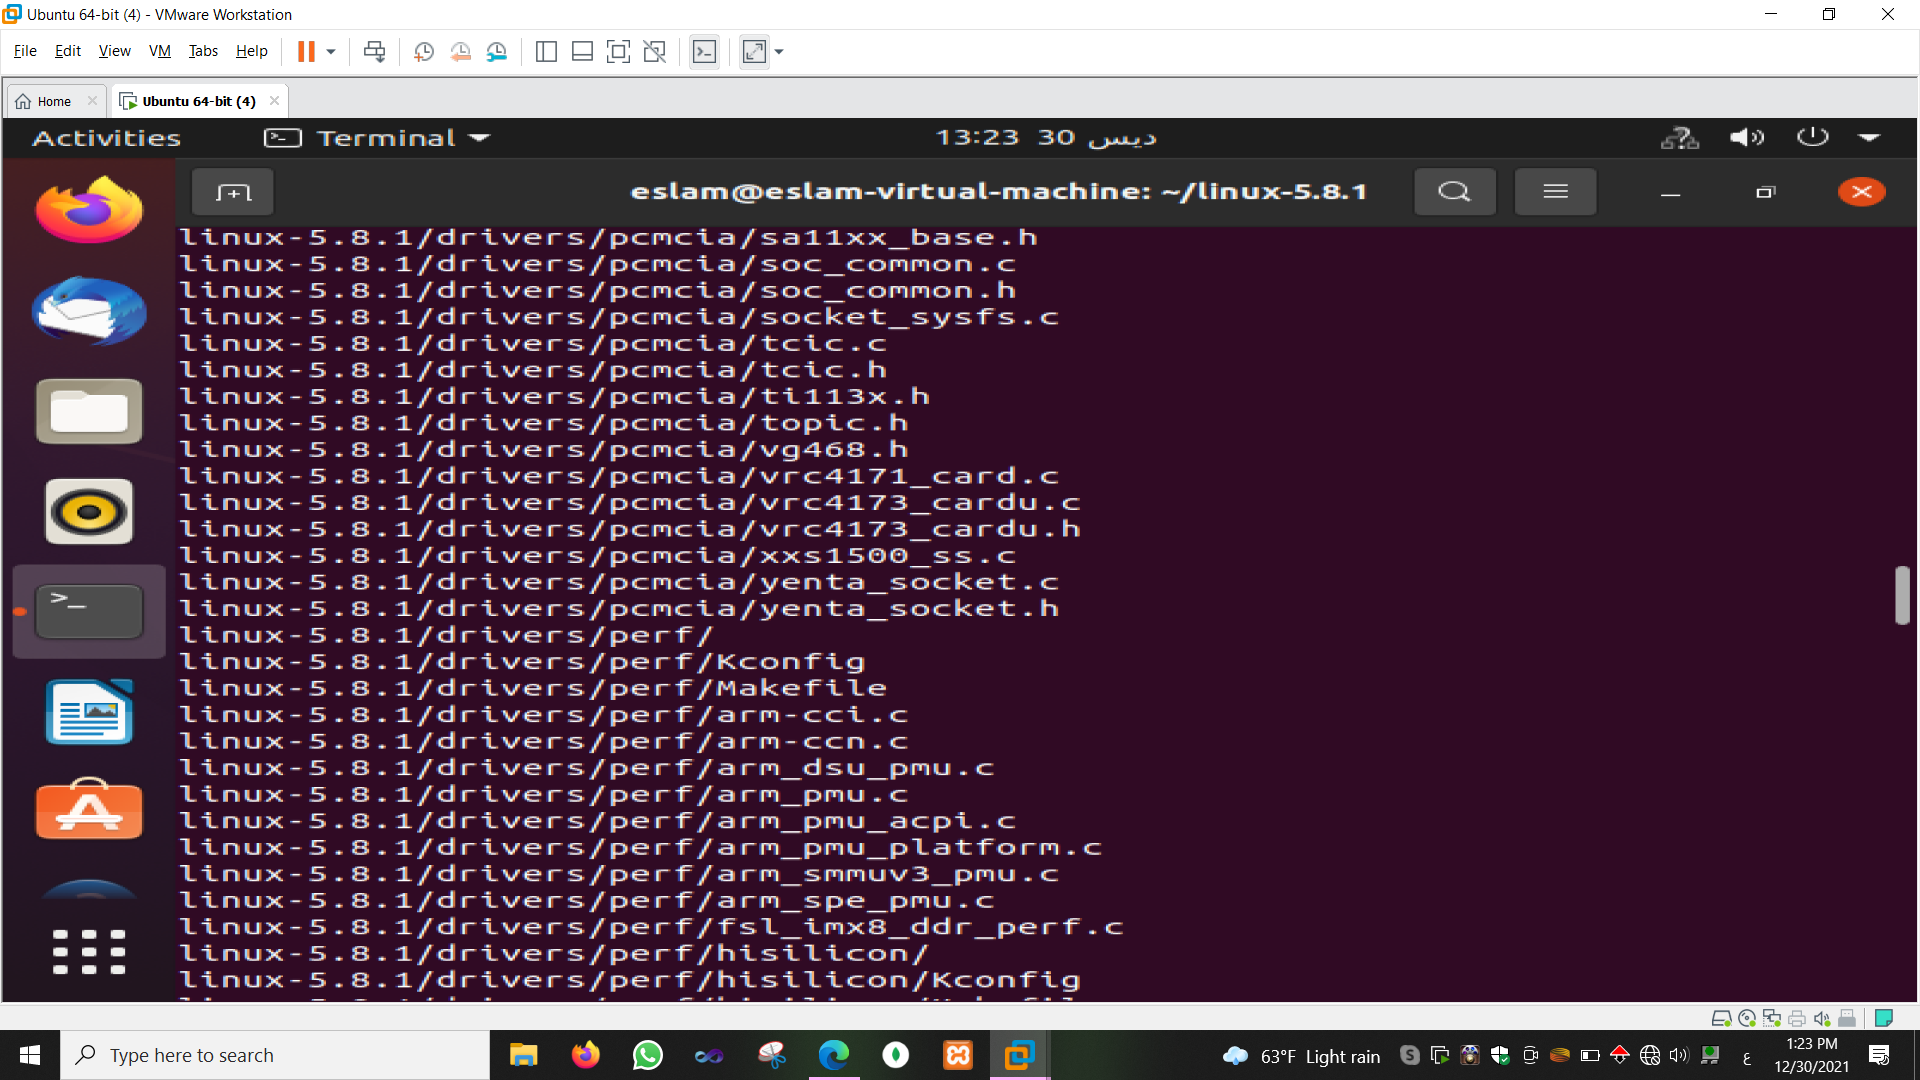 Ubuntu 64-bit (4) - VMware Workstation
File Edit View VM Tabs Help
Home
Ubuntu 64-bit (4)
Activities Terminal 13:23 30 ديس
eslam@eslam-virtual-machine: ~/linux-5.8.1
linux-5.8.1/drivers/pcmcia/sa11xx_base.h
linux-5.8.1/drivers/pcmcia/soc_common.c
linux-5.8.1/drivers/pcmcia/soc_common.h
linux-5.8.1/drivers/pcmcia/socket_sysfs.c
linux-5.8.1/drivers/pcmcia/tcic.c
linux-5.8.1/drivers/pcmcia/tcic.h
linux-5.8.1/drivers/pcmcia/ti113x.h
linux-5.8.1/drivers/pcmcia/topic.h
linux-5.8.1/drivers/pcmcia/vg468.h
linux-5.8.1/drivers/pcmcia/vrc4171_card.c
linux-5.8.1/drivers/pcmcia/vrc4173_cardu.c
linux-5.8.1/drivers/pcmcia/vrc4173_cardu.h
linux-5.8.1/drivers/pcmcia/xxs1500_ss.c
linux-5.8.1/drivers/pcmcia/yenta_socket.c
linux-5.8.1/drivers/pcmcia/yenta_socket.h
linux-5.8.1/drivers/perf/
linux-5.8.1/drivers/perf/Kconfig
linux-5.8.1/drivers/perf/Makefile
linux-5.8.1/drivers/perf/arm-cci.c
linux-5.8.1/drivers/perf/arm-ccn.c
linux-5.8.1/drivers/perf/arm_dsu_pmu.c
linux-5.8.1/drivers/perf/arm_pmu.c
linux-5.8.1/drivers/perf/arm_pmu_acpi.c
linux-5.8.1/drivers/perf/arm_pmu_platform.c
linux-5.8.1/drivers/perf/arm_smmuv3_pmu.c
linux-5.8.1/drivers/perf/arm_spe_pmu.c
linux-5.8.1/drivers/perf/fsl_imx8_ddr_perf.c
linux-5.8.1/drivers/perf/hisilicon/
linux-5.8.1/drivers/perf/hisilicon/Kconfig
Type here to search
63°F Light rain
ع
1:23 PM
12/30/2021